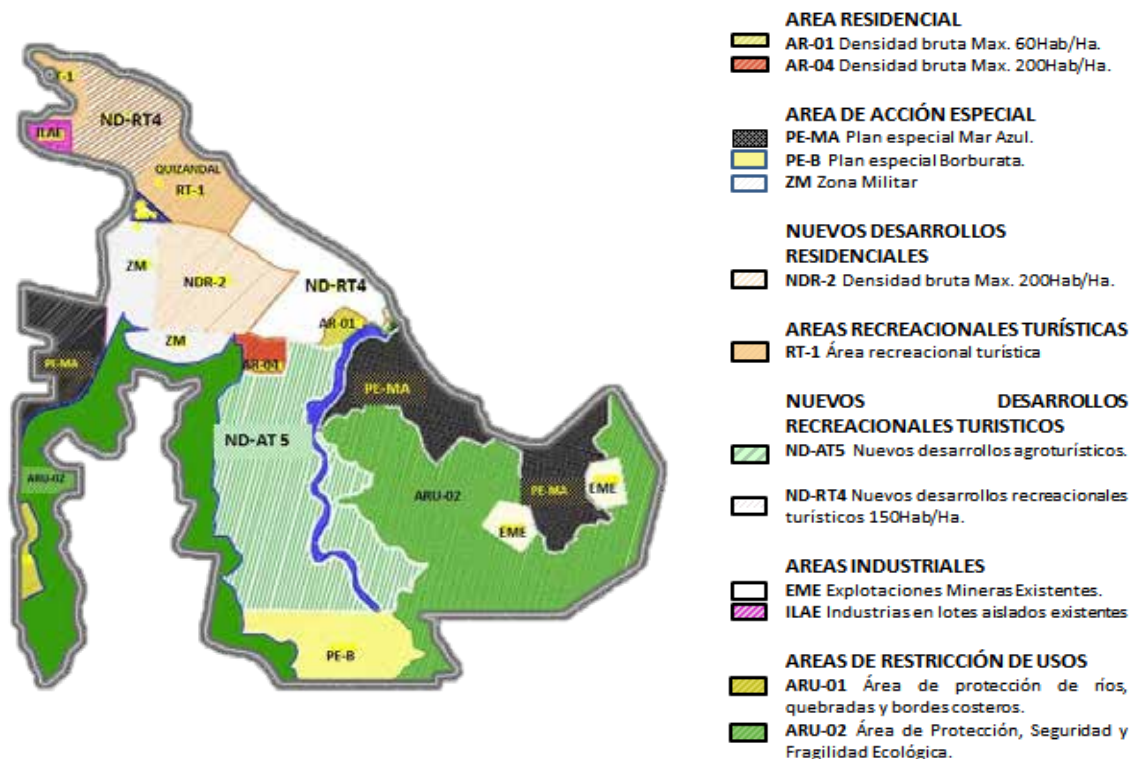 T-1
ND-RT4
ILAE
QUIZANDAL
RT-1
ZM
NDR-2
ND-RT4
AR-01
ZM
PE-MA
AR-04
PE-MA
ND-AT 5
ARU-02
ARU-02
PE-MA
EME
EME
PE-B
AREA RESIDENCIAL
AR-01 Densidad bruta Max. 60Hab/Ha.
AR-04 Densidad bruta Max. 200Hab/Ha.
AREA DE ACCIÓN ESPECIAL
PE-MA Plan especial Mar Azul.
PE-B Plan especial Borburata.
ZM Zona Militar
NUEVOS DESARROLLOS
RESIDENCIALES
NDR-2 Densidad bruta Max. 200Hab/Ha.
AREAS RECREACIONALES TURÍSTICAS
RT-1 Área recreacional turística
NUEVOS DESARROLLOS
RECREACIONALES TURISTICOS
ND-AT5 Nuevos desarrollos agroturísticos.
ND-RT4 Nuevos desarrollos recreacionales
turísticos 150Hab/Ha.
AREAS INDUSTRIALES
EME Explotaciones Mineras Existentes.
ILAE Industrias en lotes aislados existentes
AREAS DE RESTRICCIÓN DE USOS
ARU-01 Área de protección de ríos,
quebradas y bordes costeros.
ARU-02 Área de Protección, Seguridad y
Fragilidad Ecológica.